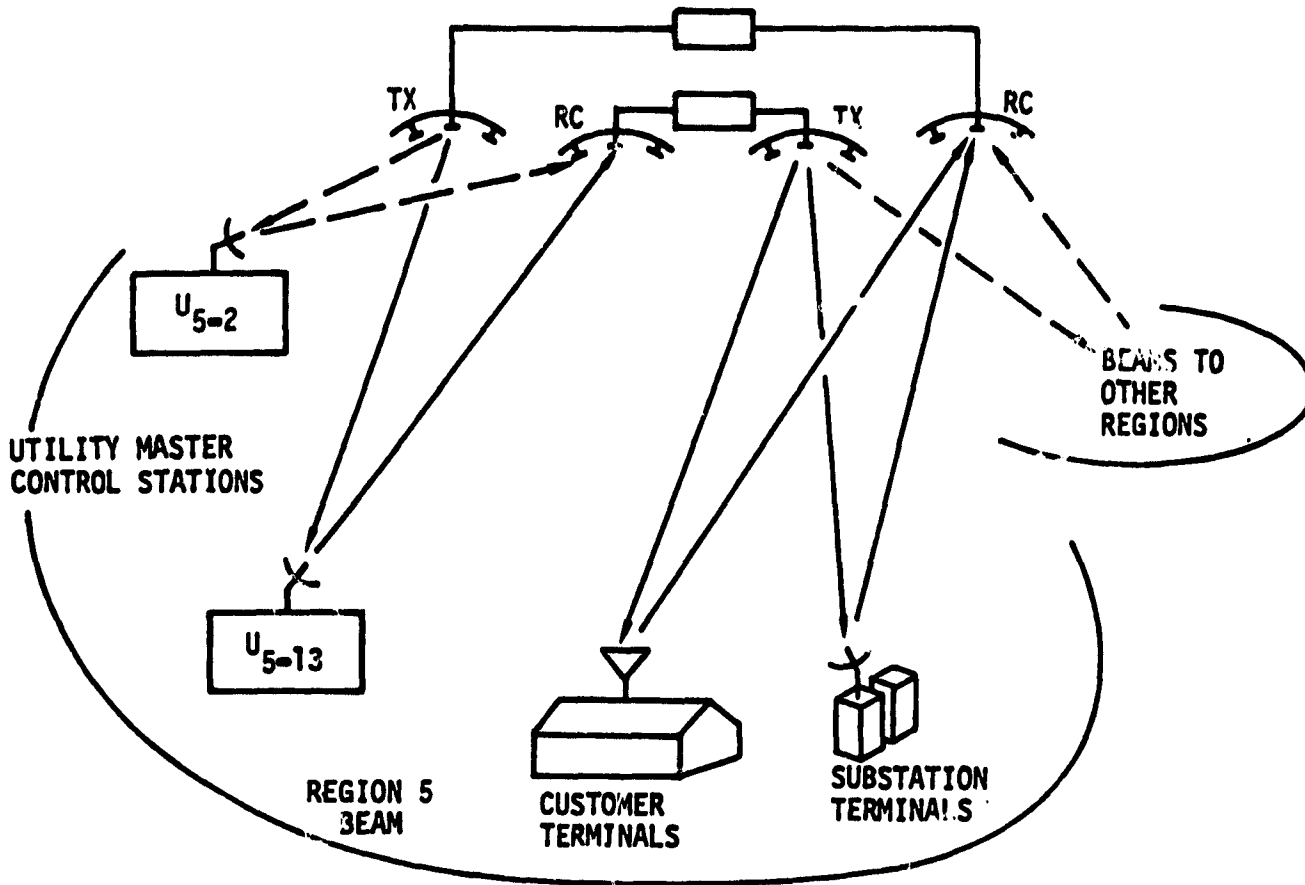 TX
RC
TX
RC
U5=2
UTILITY MASTER
CONTROL STATIONS
BEAMS TO
OTHER
REGIONS
U5=13
REGION 5
BEAM
CUSTOMER
TERMINALS
SUBSTATION
TERMINALS